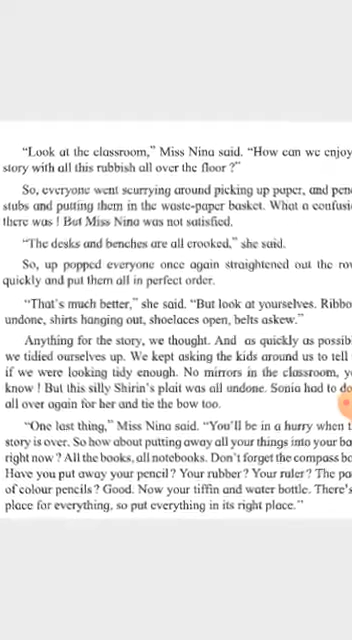 "Look at the classroom," Miss Nina said. "How can we enjoy
story with all this rubbish all over the floor ?"
So, everyone went scurrying around picking up paper, and
stubs and putting them in the waste-paper basket. What a
there was ! But Miss Nina was not satisfied.
"The desks and benches are all crooked," she said.
So, up popped everyone once again straightened out the
quickly and put them all in perfect order.
"That's much better," she said. "But look at yourselves.
undone, shirts hanging out, shoelaces open, belts askew."
Anything for the story, we thought. And as quickly as
we tidied ourselves up. We kept asking the kids around us to tell
if we were looking tidy enough. No mirrors in the classroom,
know ! But this silly Shirin's plait was all undone. Sonia had to do
all over again for her and tie the bow too.
"One last thing," Miss Nina said. "You'll be in a hurry when
story is over. So how about putting away all your things into your
right now ? All the books, all notebooks. Don't forget the compass
Have you put away your pencil ? Your rubber ? Your ruler ? The
of colour pencils ? Good. Now your tiffin and water bottle. There's
place for everything, so put everything in its right place."